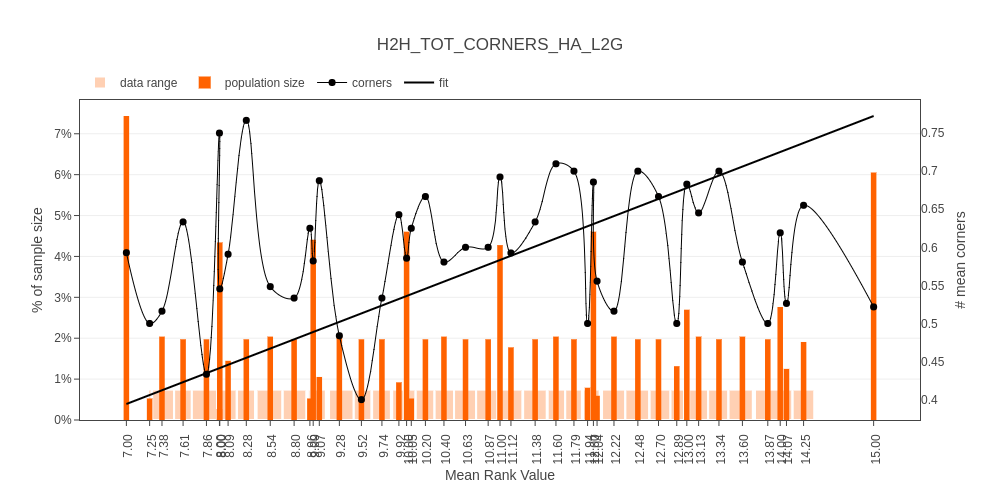 H2H_TOT_CORNERS_HA_L2G
data range population size corners fit
7%
6%
5%
4%
3%
2%
1%
0%
% of sample size
0.75
0.7
0.65
0.6
0.55
0.5
0.45
0.4
# mean corners
7.00 7.25 7.38 7.61 7.86 8.00 8.09 8.28 8.54 8.80 9.07 9.28 9.52 9.74 9.92 10.20 10.40 10.63 10.87 11.00 11.12 11.38 11.60 11.79 12.22 12.48 12.70 12.89 13.00 13.13 13.34 13.60 13.87 14.00 14.07 14.25 15.00
Mean Rank Value